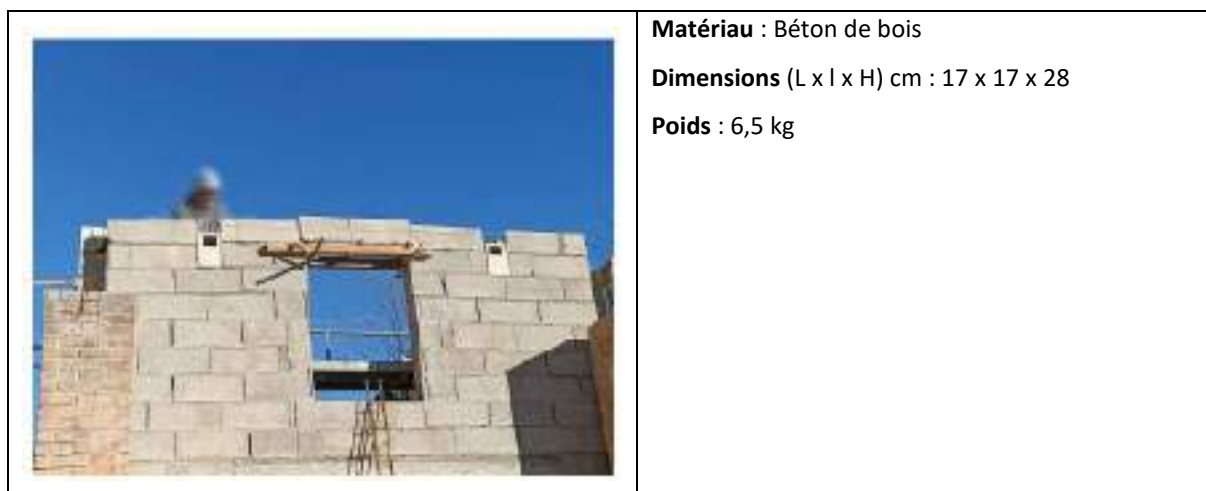 Matériau : Béton de bois
Dimensions (L x l x H) cm : 17 x 17 x 28
Poids : 6,5 kg